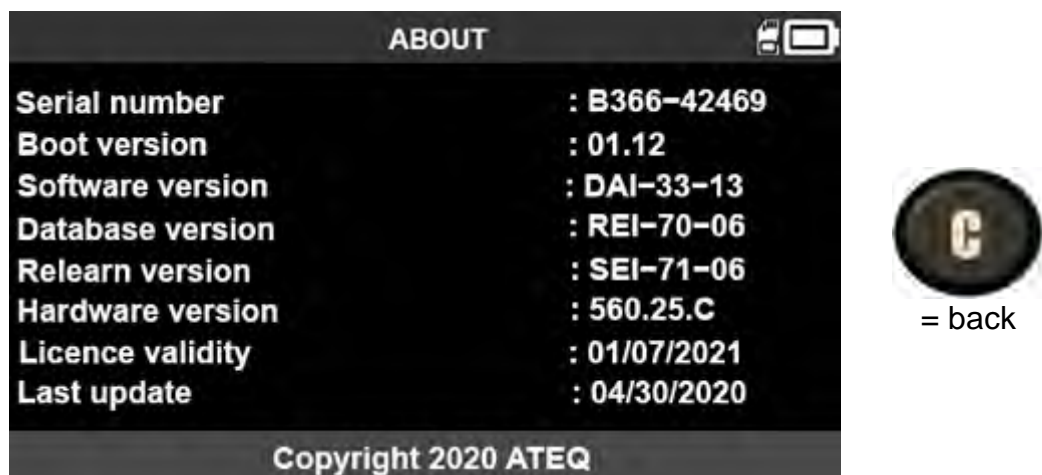 ABOUT
Serial number : B366-42469
Boot version : 01.12
Software version : DAI-33-13
Database version : REI-70-06
Relearn version : SEI-71-06
Hardware version : 560.25.C
Licence validity : 01/07/2021
Last update : 04/30/2020
Copyright 2020 ATEQ
C
= back